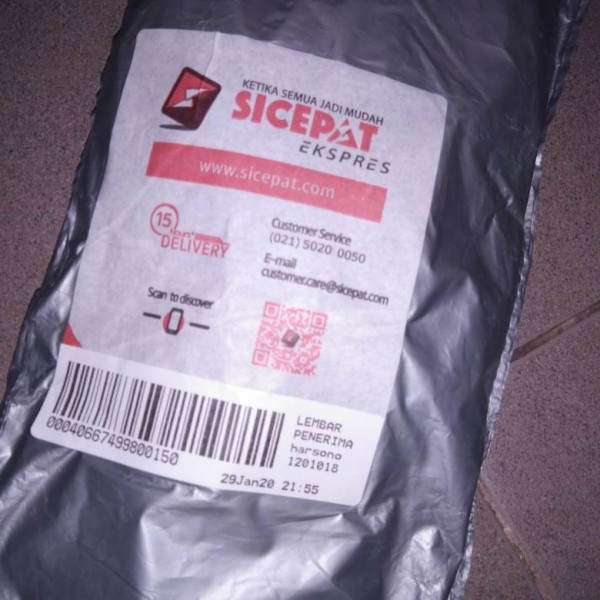 KETIKA SEMUA JADI MUDAH
SICEPAT
EKSPRES
www.sicepat.com
15
DELIVERY
Customer Service
(021) 5020 0050
E-mail
customer.care@sicepat.com
Scan to discover
00040667499800150
LEMBAR
PENERIMA
harsono
1201018
29Jan20 21:55